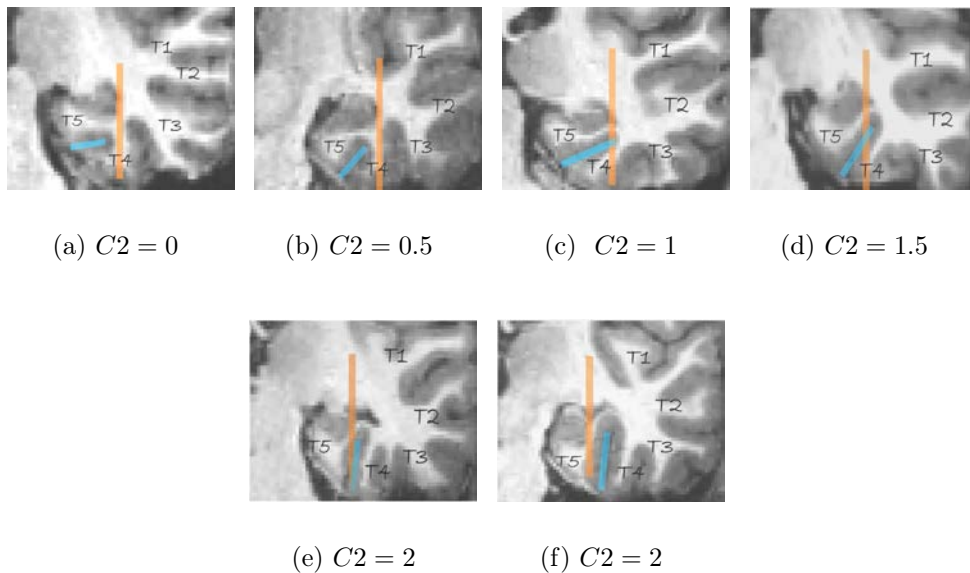 T1
T2
T3
T4
T5
T1
T2
T3
T4
T5
T1
T2
T3
T4
T5
T1
T2
T3
T4
T5
(a) C2 = 0
(b) C2 = 0.5
(c) C2 = 1
(d) C2 = 1.5
T1
T2
T3
T4
T5
T1
T2
T3
T4
T5
(e) C2 = 2
(f) C2 = 2